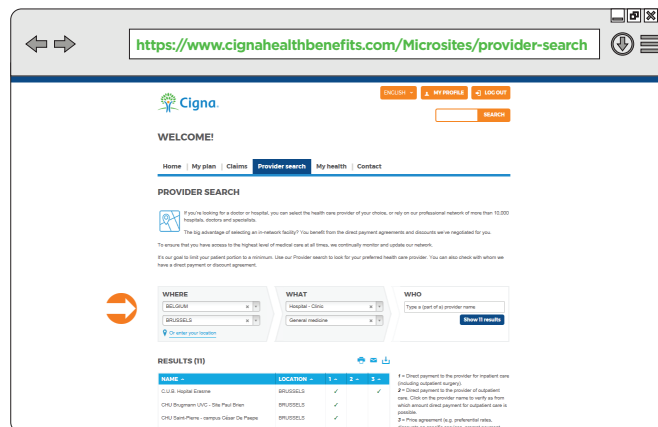 https://www.cignahealthbenefits.com/Microsites/provider-search
ENGLISH MY PROFILE LOG OUT
Cigna.
SEARCH
WELCOME!
Home | My plan | Claims Provider search My health | Contact
PROVIDER SEARCH
If you're looking for a doctor or hospital, you can select the health care provider of your choice, or rely on our professional network of more than 10,000
hospitals, doctors and specialists.
The big advantage of selecting an in-network facility? You benefit from the direct payment agreements and discounts we've negotiated for you.
To ensure that you have access to the highest level of medical care at all times, we continually monitor and update our network.
It's our goal to limit your patient portion to a minimum. Use our Provider search to look for your preferred health care provider. You can also check with whom we
have a direct payment or discount agreement.
WHERE WHAT WHO
BELGIUM x Hospital - Clinic x Type a (part of a) provider name.
BRUSSELS x General medicine x Show 11 results
Or enter your location
RESULTS (11)
NAME LOCATION 1 2 3
C.U.B. Hopital Erasme BRUSSELS ✓ ✓
CHU Brugmann UVC - Site Paul Brien BRUSSELS ✓
CHU Saint-Pierre - campus César De Paepe BRUSSELS ✓
1 = Direct payment to the provider for inpatient care
(including outpatient surgery).
2 = Direct payment to the provider of outpatient
care. Click on the provider name to verify as from
which amount direct payment for outpatient care is
possible.
3 = Price agreement (e.g. preferential rates,